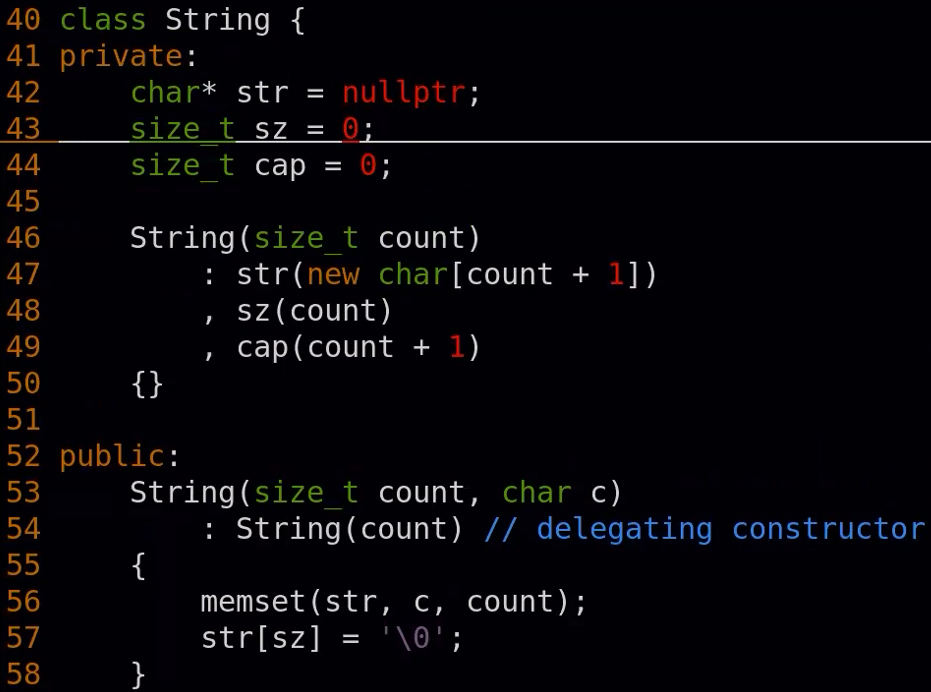 40 class String {
41 private:
42     char* str = nullptr;
43     size_t sz = 0;
44     size_t cap = 0;
45
46     String(size_t count)
47         : str(new char[count + 1])
48         , sz(count)
49         , cap(count + 1)
50     {}
51
52 public:
53     String(size_t count, char c)
54         : String(count) // delegating constructor
55     {
56         memset(str, c, count);
57         str[sz] = '\0';
58     }